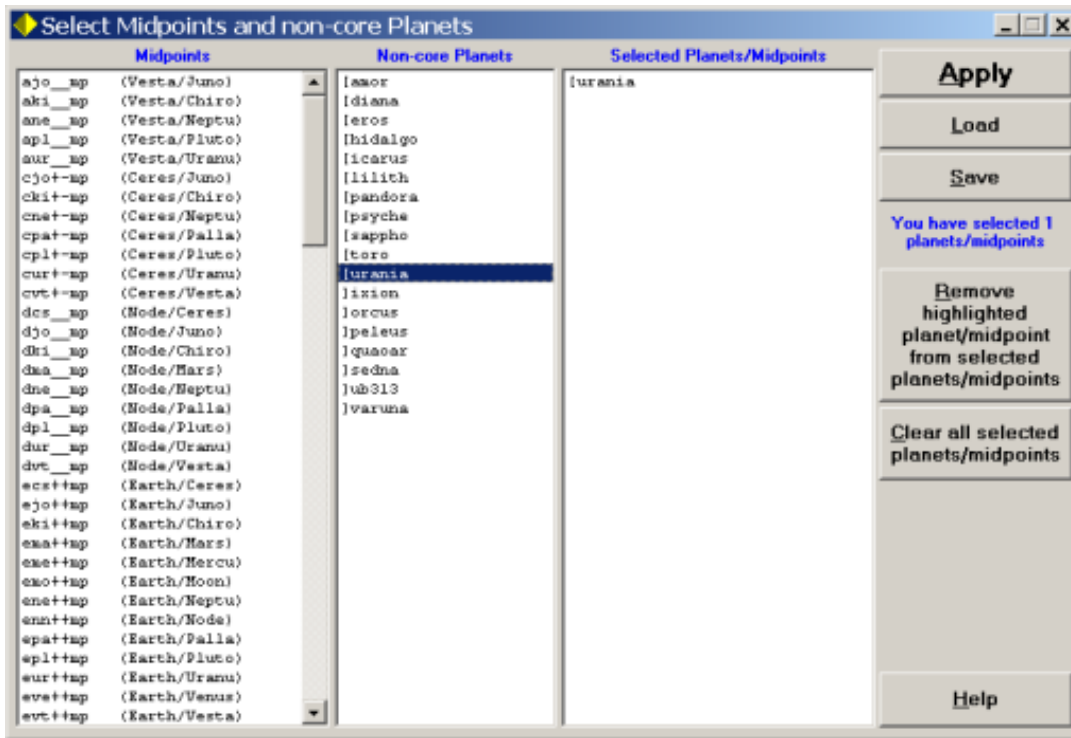 Select Midpoints and non-core Planets
Midpoints
ajo__mp (Vesta/Juno)
aki__mp (Vesta/Chiro)
ane__mp (Vesta/Neptu)
apl__mp (Vesta/Pluto)
aur__mp (Vesta/Uranu)
cjo+-mp (Ceres/Juno)
cki+-mp (Ceres/Chiro)
cne+-mp (Ceres/Neptu)
cpa+-mp (Ceres/Palla)
cpl+-mp (Ceres/Pluto)
cur+-mp (Ceres/Uranu)
cvt+-mp (Ceres/Vesta)
dcs__mp (Node/Ceres)
djo__mp (Node/Juno)
dki__mp (Node/Chiro)
dma__mp (Node/Mars)
dne__mp (Node/Neptu)
dpa__mp (Node/Palla)
dpl__mp (Node/Pluto)
dur__mp (Node/Uranu)
dvt__mp (Node/Vesta)
ecs++mp (Earth/Ceres)
ejo++mp (Earth/Juno)
eki++mp (Earth/Chiro)
ema++mp (Earth/Mars)
eme++mp (Earth/Mercu)
emo++mp (Earth/Moon)
ene++mp (Earth/Neptu)
enn++mp (Earth/Node)
epa++mp (Earth/Palla)
epl++mp (Earth/Pluto)
eur++mp (Earth/Uranu)
eve++mp (Earth/Venus)
evt++mp (Earth/Vesta)
Non-core Planets
[amor
[diana
[eros
[hidalgo
[icarus
[lilith
[pandora
[psyche
[sappho
[toro
[urania
]ixion
]orcus
]peleus
]quaoar
]sedna
]ub313
]varuna
Selected Planets/Midpoints
[urania
Apply
Load
Save
You have selected 1
planets/midpoints
Remove
highlighted
planet/midpoint
from selected
planets/midpoints
Clear all selected
planets/midpoints
Help